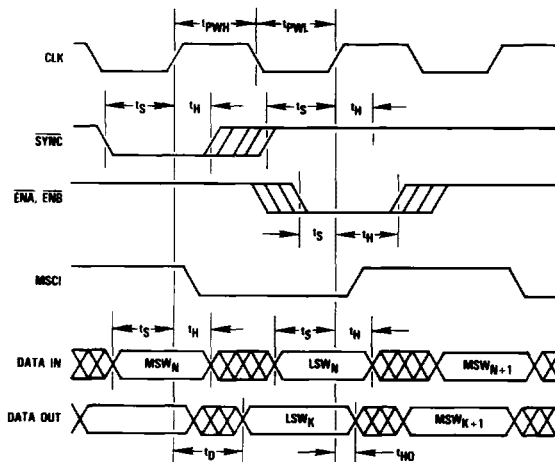 tPWH tPWL
CLK
tS tH tS tH
SYNC
ENA, ENB
tS tH
MSCI
tS tH tS tH
DATA IN MSWN LSWN MSWN+1
DATA OUT LSWK MSWK+1
tD tHO